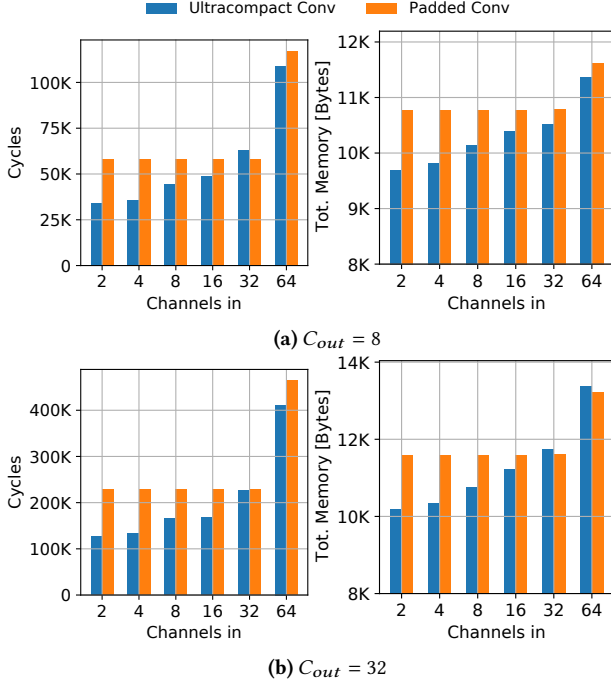 Ultracompact Conv Padded Conv
100K
75K
50K
25K
0
Cycles
2 4 8 16 32 64
Channels in
12K
11K
10K
9K
8K
Tot. Memory [Bytes]
2 4 8 16 32 64
Channels in
(a) C_out = 8
400K
300K
200K
100K
0
Cycles
2 4 8 16 32 64
Channels in
14K
12K
10K
8K
Tot. Memory [Bytes]
2 4 8 16 32 64
Channels in
(b) C_out = 32